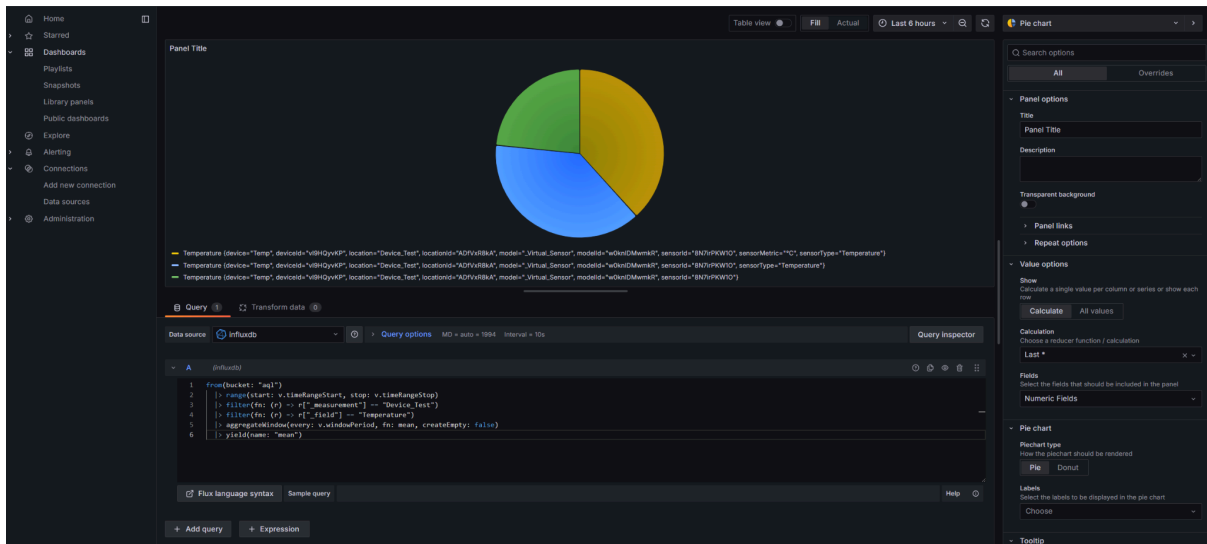 Home
Starred
Dashboards
Playlists
Snapshots
Library panels
Public dashboards
Explore
Alerting
Connections
Add new connection
Data sources
Administration
Table view
Fill
Actual
Last 6 hours
Panel Title
Temperature {device="Temp", deviceId="vl9HQyvKP", location="Device_Test", locationId="ADfVxR8kA", model="_Virtual_Sensor", modelId="w0knIDMwmkR", sensorId="8N7irPKW1O", sensorMetric="°C", sensorType="Temperature"}
Temperature {device="Temp", deviceId="vl9HQyvKP", location="Device_Test", locationId="ADfVxR8kA", model="_Virtual_Sensor", modelId="w0knIDMwmkR", sensorId="8N7irPKW1O", sensorType="Temperature"}
Temperature {device="Temp", deviceId="vl9HQyvKP", location="Device_Test", locationId="ADfVxR8kA", model="_Virtual_Sensor", modelId="w0knIDMwmkR", sensorId="8N7irPKW1O"}
Query 1
Transform data 0
Data source
Influxdb
Query options
MD = auto = 1994
Interval = 10s
Query inspector
A
(Influxdb)
1 from(bucket: "aql")
2 |> range(start: v.timeRangeStart, stop: v.timeRangeStop)
3 |> filter(fn: (r) => r["_measurement"] == "Device_Test")
4 |> filter(fn: (r) => r["_field"] == "Temperature")
5 |> aggregateWindow(every: v.windowPeriod, fn: mean, createEmpty: false)
6 |> yield(name: "mean")
Flux language syntax
Sample query
Help
+ Add query
+ Expression
Pie chart
Search options
All
Overrides
Panel options
Title
Panel Title
Description
Transparent background
Panel links
Repeat options
Value options
Show
Calculate a single value per column or series or show each
row
Calculate
All values
Calculation
Choose a reducer function / calculation
Last *
Fields
Select the fields that should be included in the panel
Numeric Fields
Pie chart
Piechart type
How the piechart should be rendered
Pie
Donut
Labels
Select the labels to be displayed in the pie chart
Choose
Tooltip